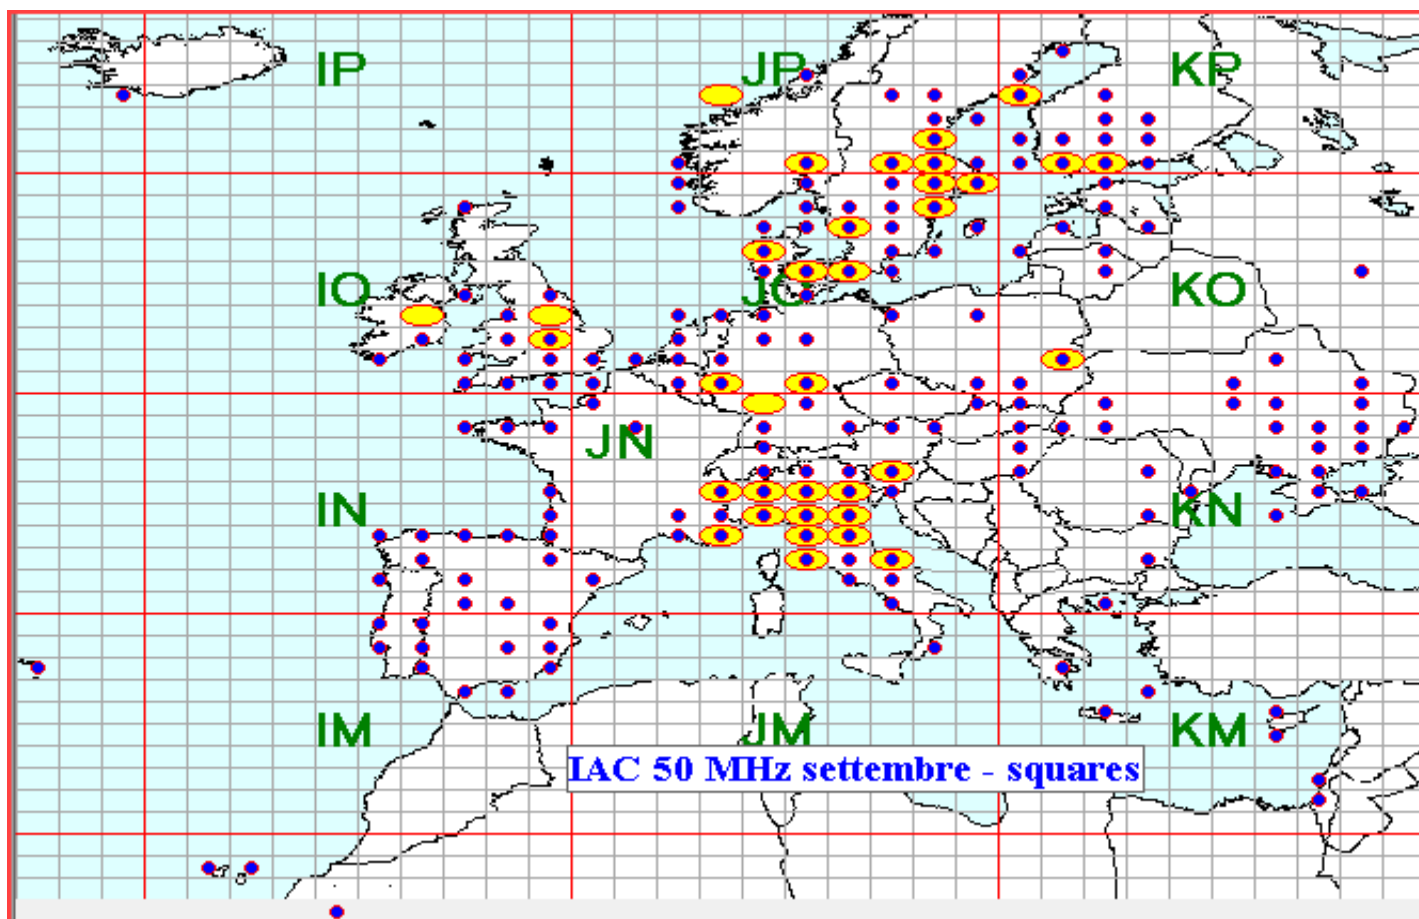 IP JP KP
IO JO KO
JN
IN KN
IM JM KM
IAC 50 MHz settembre - squares